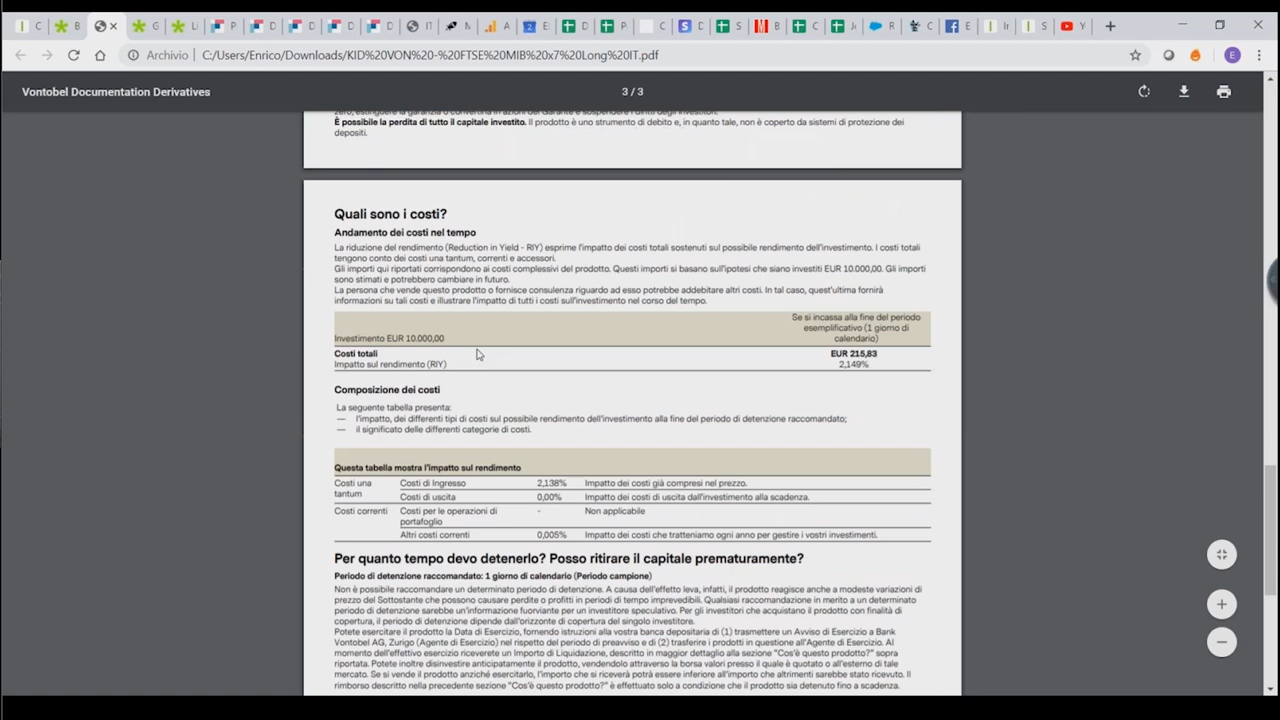 C
B
G
Li
P
D
D
D
D
IT
N
A
Ei
D
P
C
D
S
B
C
Je
R
C
E
Ir
S
Y
Archivio
C:/Users/Enrico/Downloads/KID%20VON%20-%20FTSE%20MIB%20x7%20Long%20IT.pdf
E
Vontobel Documentation Derivatives
3 / 3
È possibile la perdita di tutto il capitale investito. Il prodotto è uno strumento di debito e, in quanto tale, non è coperto da sistemi di protezione dei
depositi.
Quali sono i costi?
Andamento dei costi nel tempo
La riduzione del rendimento (Reduction in Yield - RIY) esprime l'impatto dei costi totali sostenuti sul possibile rendimento dell'investimento. I costi totali
tengono conto dei costi una tantum, correnti e accessori.
Gli importi qui riportati corrispondono ai costi complessivi del prodotto. Questi importi si basano sull'ipotesi che siano investiti EUR 10.000,00. Gli importi
sono stimati e potrebbero cambiare in futuro.
La persona che vende questo prodotto o fornisce consulenza riguardo ad esso potrebbe addebitare altri costi. In tal caso, quest'ultima fornirà
informazioni su tali costi e illustrare l'impatto di tutti i costi sull'investimento nel corso del tempo.
Se si incassa alla fine del periodo
esemplificativo (1 giorno di
Investimento EUR 10.000,00 calendario)
Costi totali EUR 215,83
Impatto sul rendimento (RIY) 2,149%
Composizione dei costi
La seguente tabella presenta:
— l'impatto, dei differenti tipi di costi sul possibile rendimento dell'investimento alla fine del periodo di detenzione raccomandato;
— il significato delle differenti categorie di costi.
Questa tabella mostra l'impatto sul rendimento
Costi una Costi di Ingresso 2,138% Impatto dei costi già compresi nel prezzo.
tantum Costi di uscita 0,00% Impatto dei costi di uscita dall'investimento alla scadenza.
Costi correnti Costi per le operazioni di - Non applicabile
portafoglio
Altri costi correnti 0,005% Impatto dei costi che tratteniamo ogni anno per gestire i vostri investimenti.
Per quanto tempo devo detenerlo? Posso ritirare il capitale prematuramente?
Periodo di detenzione raccomandato: 1 giorno di calendario (Periodo campione)
Non è possibile raccomandare un determinato periodo di detenzione. A causa dell'effetto leva, infatti, il prodotto reagisce anche a modeste variazioni di
prezzo del Sottostante che possono causare perdite o profitti in periodi di tempo imprevedibili. Qualsiasi raccomandazione in merito a un determinato
periodo di detenzione sarebbe un'informazione fuorviante per un investitore speculativo. Per gli investitori che acquistano il prodotto con finalità di
copertura, il periodo di detenzione dipende dall'orizzonte di copertura del singolo investitore.
Potete esercitare il prodotto la Data di Esercizio, fornendo istruzioni alla vostra banca depositaria di (1) trasmettere un Avviso di Esercizio a Bank
Vontobel AG, Zurigo (Agente di Esercizio) nel rispetto del periodo di preavviso e di (2) trasferire i prodotti in questione all'Agente di Esercizio. Al
momento dell'effettivo esercizio riceverete un Importo di Liquidazione, descritto in maggior dettaglio alla sezione "Cos'è questo prodotto?" sopra
riportata. Potete inoltre disinvestire anticipatamente il prodotto, vendendolo attraverso la borsa valori presso il quale è quotato o all'esterno di tale
mercato. Se si vende il prodotto anziché esercitarlo, l'importo che si riceverà potrà essere inferiore all'importo che altrimenti sarebbe stato ricevuto. Il
rimborso descritto nella precedente sezione "Cos'è questo prodotto?" è effettuato solo a condizione che il prodotto sia detenuto fino a scadenza.